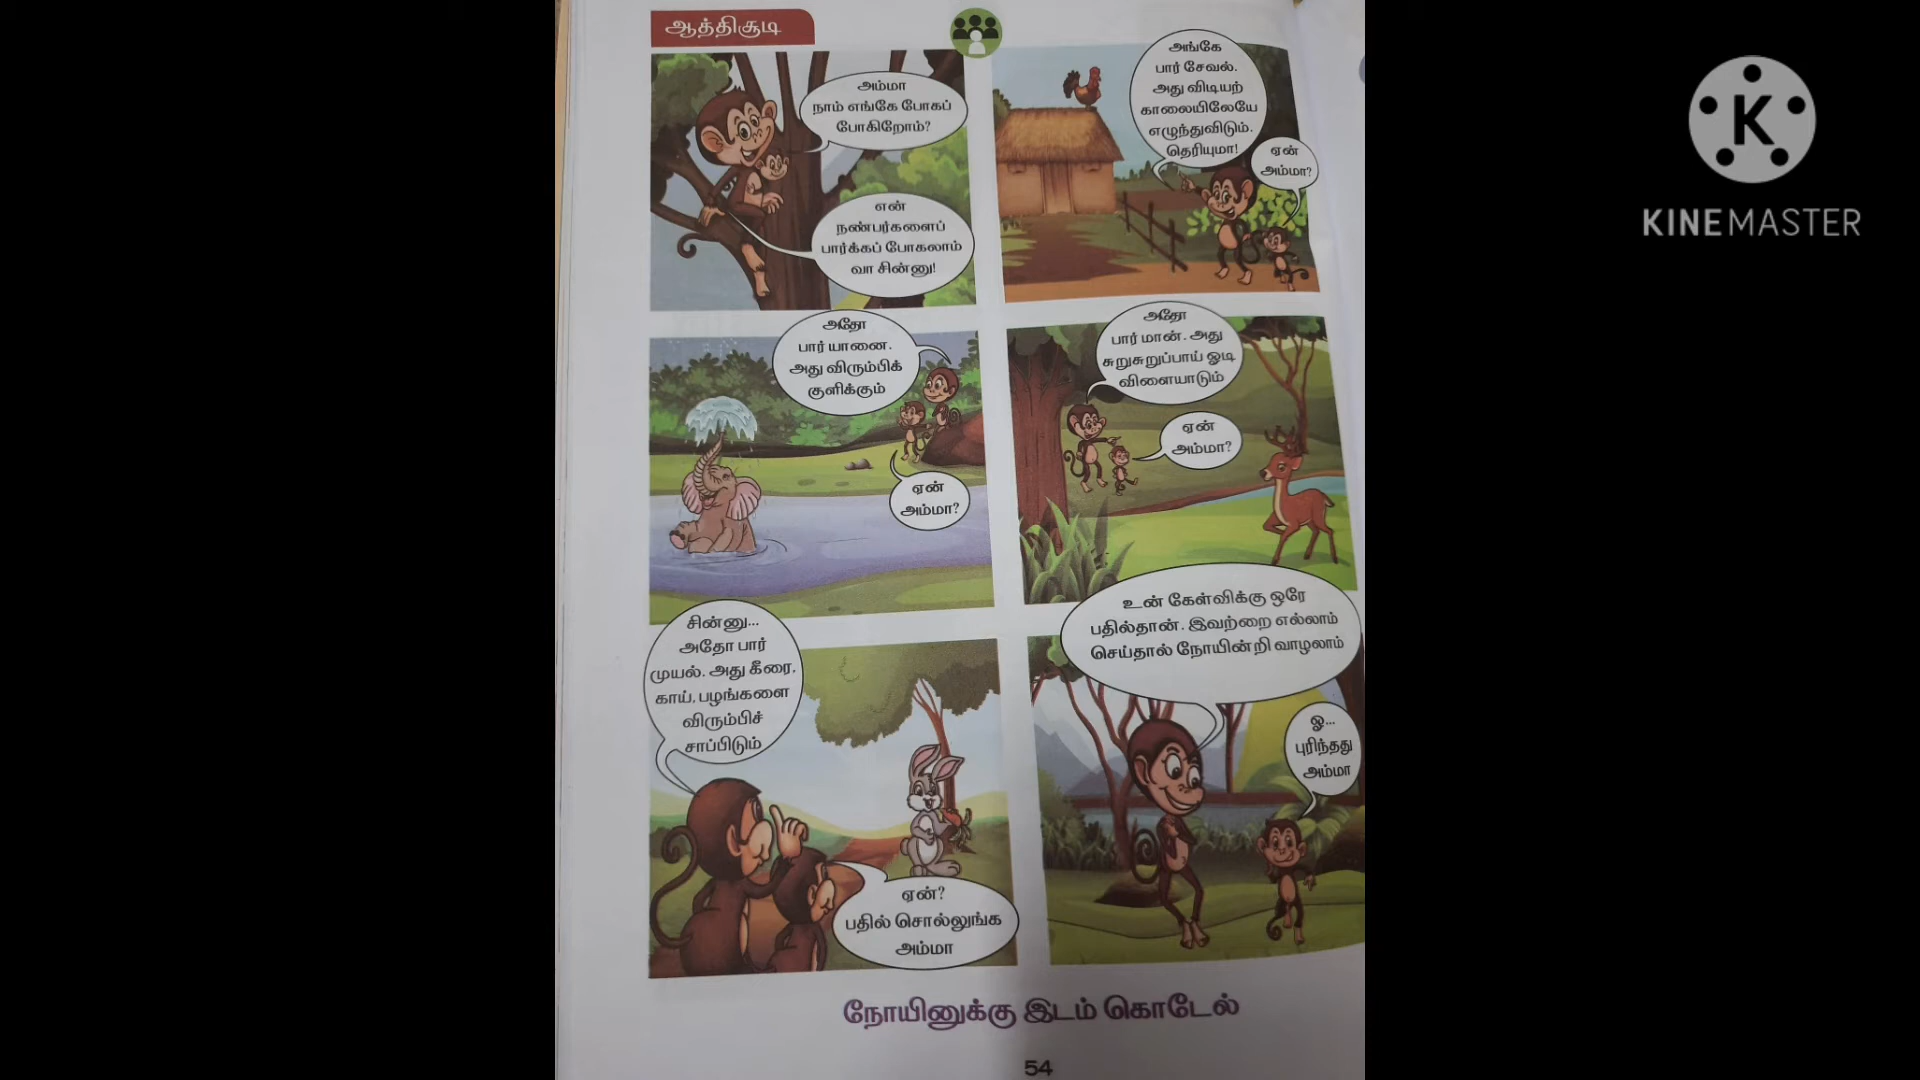 ஆத்திசூடி
அம்மா
நாம் எங்கே போகப்
போகிறோம்?
என்
நண்பர்களைப்
பார்க்கப் போகலாம்
வா சின்னு!
அங்கே
பார் சேவல்.
அது விடியற்
காலையிலேயே
எழுந்துவிடும்.
தெரியுமா!
ஏன்
அம்மா?
அதோ
பார் யானை.
அது விரும்பிக்
குளிக்கும்
ஏன்
அம்மா?
அதோ
பார் மான். அது
சுறுசுறுப்பாய் ஓடி
விளையாடும்
ஏன்
அம்மா?
சின்னு...
அதோ பார்
முயல். அது கீரை,
காய், பழங்களை
விரும்பிச்
சாப்பிடும்
ஏன்?
பதில் சொல்லுங்க
அம்மா
உன் கேள்விக்கு ஒரே
பதில்தான். இவற்றை எல்லாம்
செய்தால் நோயின்றி வாழலாம்
ஓ...
புரிந்தது
அம்மா
நோயினுக்கு இடம் கொடேல்
54
K
KINEMASTER